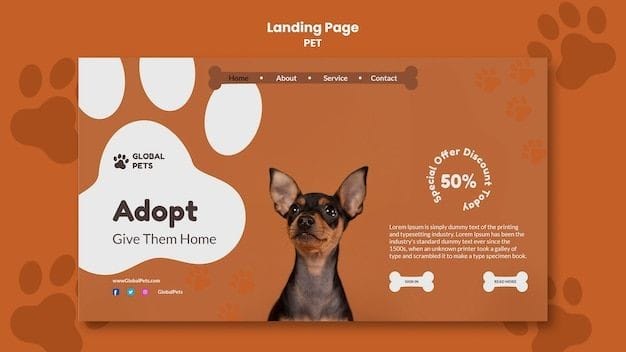 Landing Page
PET
Home • About • Service • Contact
GLOBAL
PETS
Adopt
Give Them Home
wwwGlobalPets.com
GlobalPets
Special Offer Discount Today
50%
Lorem Ipsum is simply dummy text of the
printing and typesetting industry. Lorem Ipsum
has been the industry's standard dummy text
ever since the 1500s, when an
unknown printer took a galley of
type and scrambled it to make a type specimen book.
SIGN IN
READ MORE